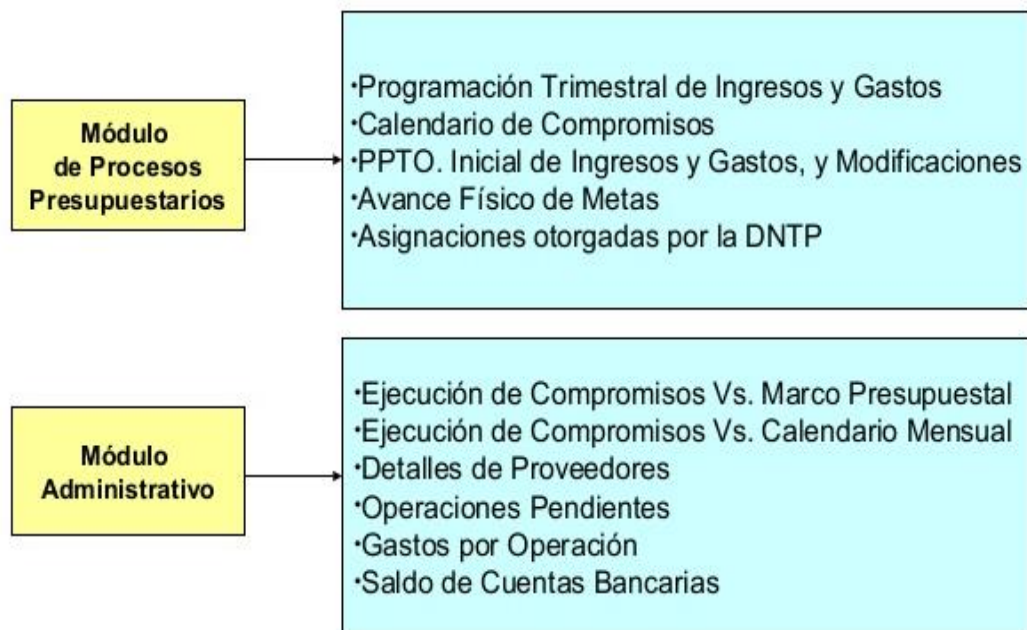 Módulo
de Procesos
Presupuestarios
•Programación Trimestral de Ingresos y Gastos
•Calendario de Compromisos
•PPTO. Inicial de Ingresos y Gastos, y Modificaciones
•Avance Físico de Metas
•Asignaciones otorgadas por la DNTP
Módulo
Administrativo
•Ejecución de Compromisos Vs. Marco Presupuestal
•Ejecución de Compromisos Vs. Calendario Mensual
•Detalles de Proveedores
•Operaciones Pendientes
•Gastos por Operación
•Saldo de Cuentas Bancarias